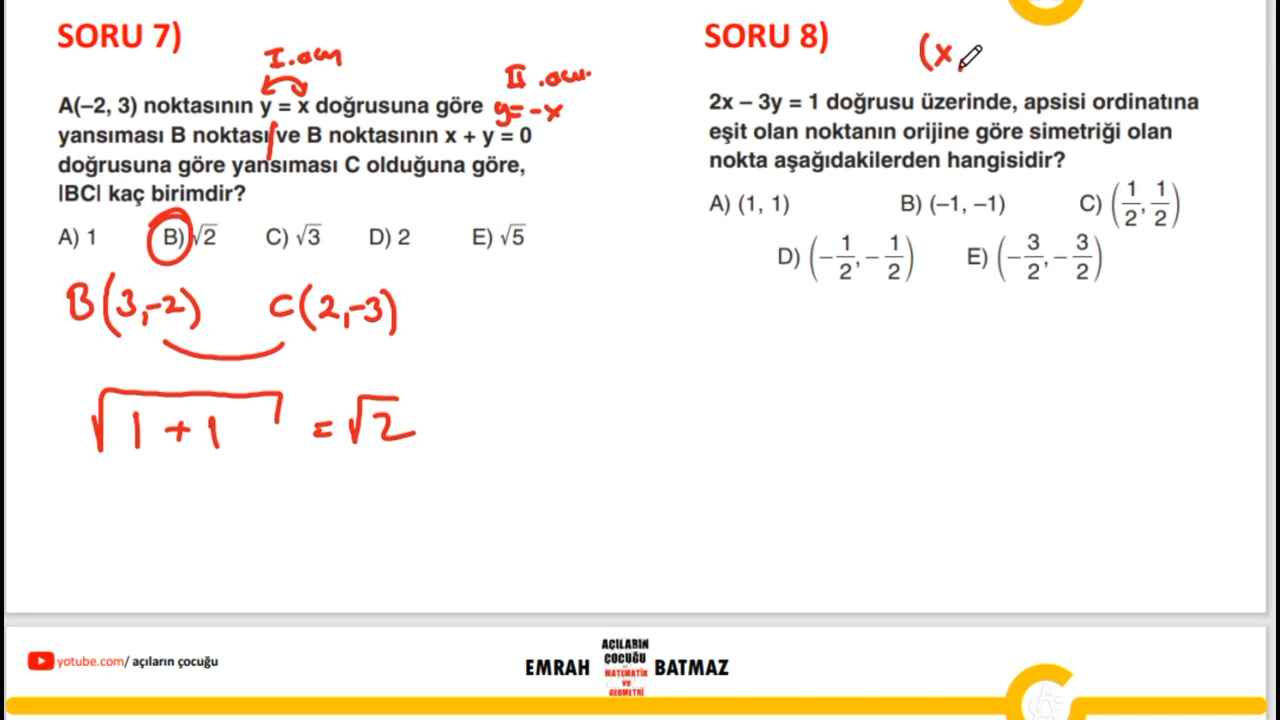 SORU 7)
I. açı
II. açı.
A(–2, 3) noktasının y = x doğrusuna göre
y = -x
yansıması B noktası ve B noktasının x + y = 0
doğrusuna göre yansıması C olduğuna göre,
|BC| kaç birimdir?
A) 1 B) √2 C) √3 D) 2 E) √5
B(3,-2) C(2,-3)
√1 + 1 = √2
SORU 8)
(x,
2x – 3y = 1 doğrusu üzerinde, apsisi ordinatına
eşit olan noktanın orijine göre simetriği olan
nokta aşağıdakilerden hangisidir?
A) (1, 1) B) (–1, –1) C) (1/2, 1/2)
D) (–1/2, –1/2) E) (–3/2, –3/2)
yotube.com/ açıların çocuğu
EMRAH
AÇILARIN
ÇOCUĞU
MATEMATİK
ve
GEOMETRİ
BATMAZ